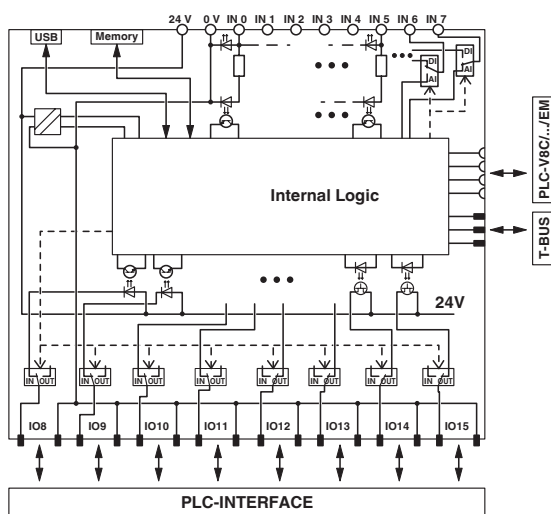 24 V 0 V IN 0 IN 1 IN 2 IN 3 IN 4 IN 5 IN 6 IN 7
USB
Memory
DI
AI
DI
AI
PLC-V8C/.../EM
Internal Logic
T-BUS
24V
IN OUT IN OUT IN OUT IN OUT IN OUT IN OUT IN OUT IN OUT
IO8 IO9 IO10 IO11 IO12 IO13 IO14 IO15
PLC-INTERFACE